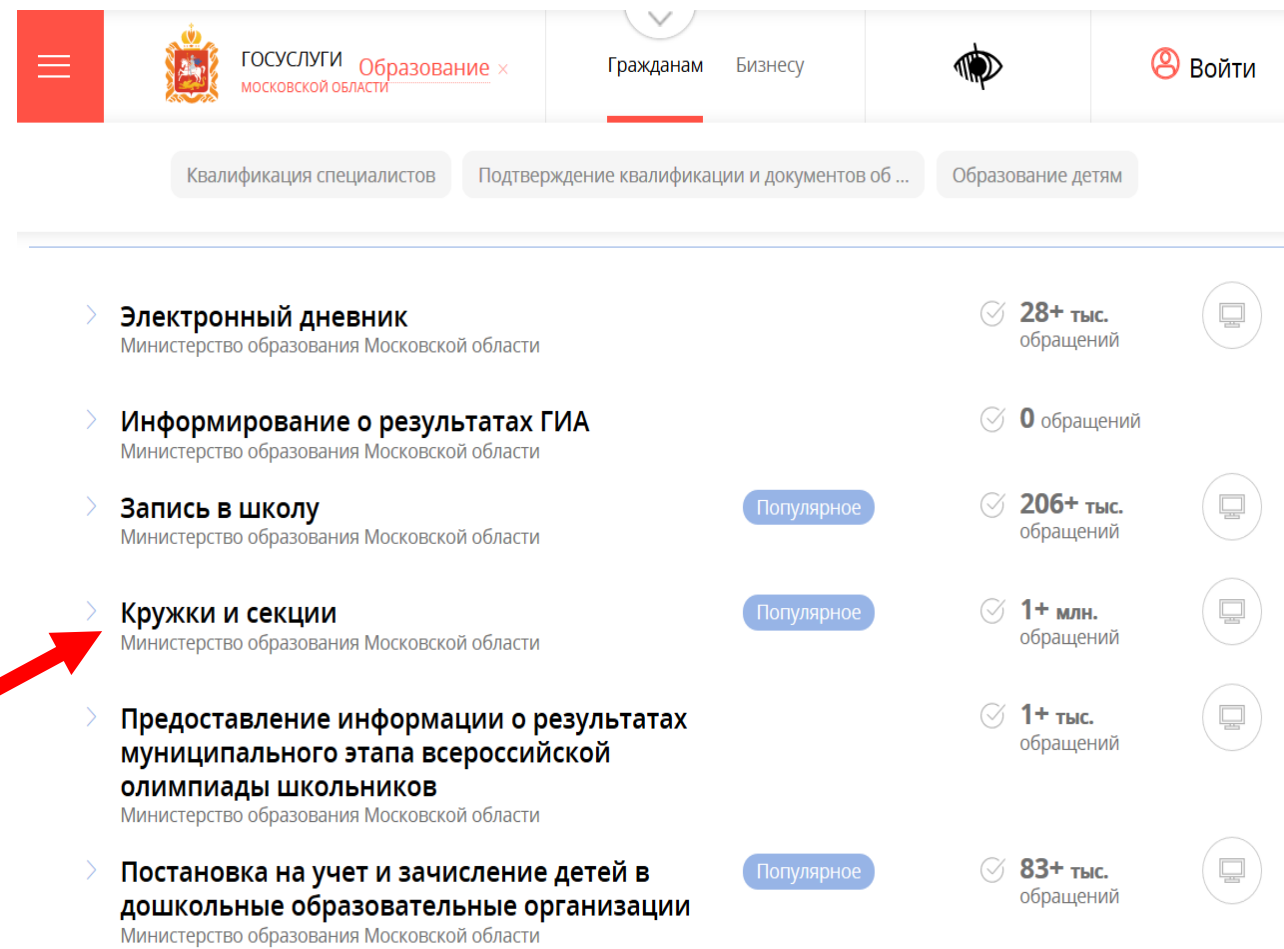 ГОСУСЛУГИ
МОСКОВСКОЙ ОБЛАСТИ
Образование ×
Гражданам
Бизнесу
Войти
Квалификация специалистов
Подтверждение квалификации и документов об ...
Образование детям
Электронный дневник
Министерство образования Московской области
28+ тыс.
обращений
Информирование о результатах ГИА
Министерство образования Московской области
0 обращений
Запись в школу
Министерство образования Московской области
Популярное
206+ тыс.
обращений
Кружки и секции
Министерство образования Московской области
Популярное
1+ млн.
обращений
Предоставление информации о результатах
муниципального этапа всероссийской
олимпиады школьников
Министерство образования Московской области
1+ тыс.
обращений
Постановка на учет и зачисление детей в
дошкольные образовательные организации
Министерство образования Московской области
Популярное
83+ тыс.
обращений